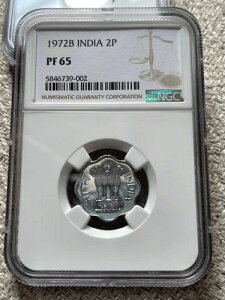 1972B INDIA 2P
PF 65
5846739-002
NUMISMATIC GUARANTY CORPORATION
NGC